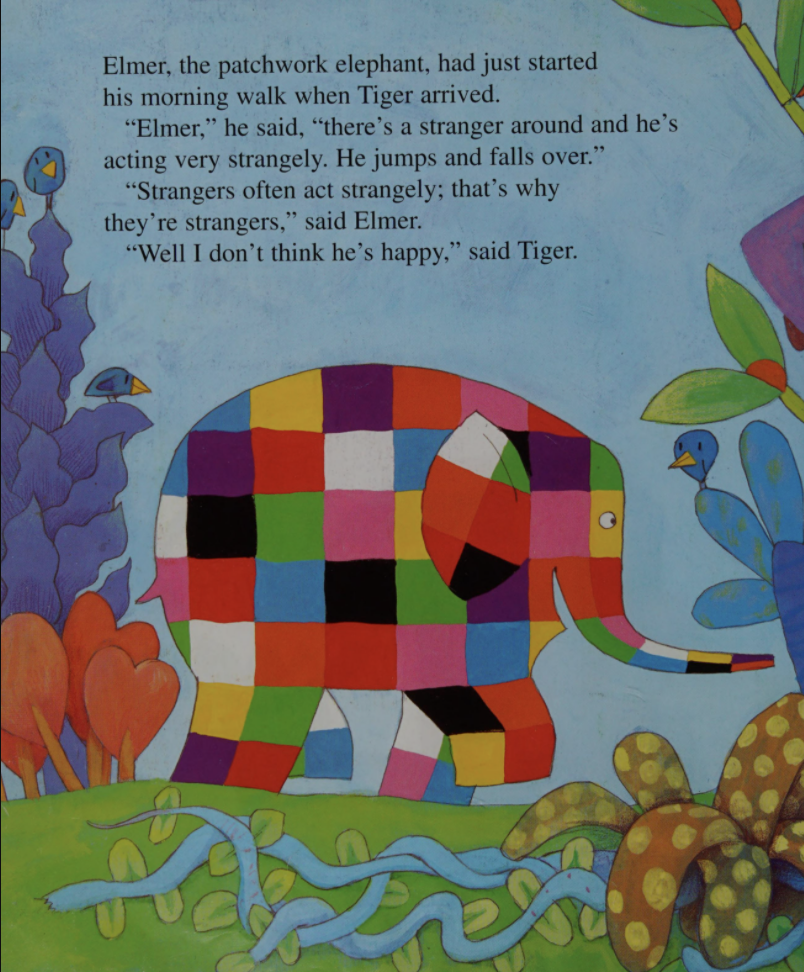 Elmer, the patchwork elephant, had just started
his morning walk when Tiger arrived.
“Elmer,” he said, “there’s a stranger around and he’s
acting very strangely. He jumps and falls over.”
“Strangers often act strangely; that’s why
they’re strangers,” said Elmer.
“Well I don’t think he’s happy,” said Tiger.